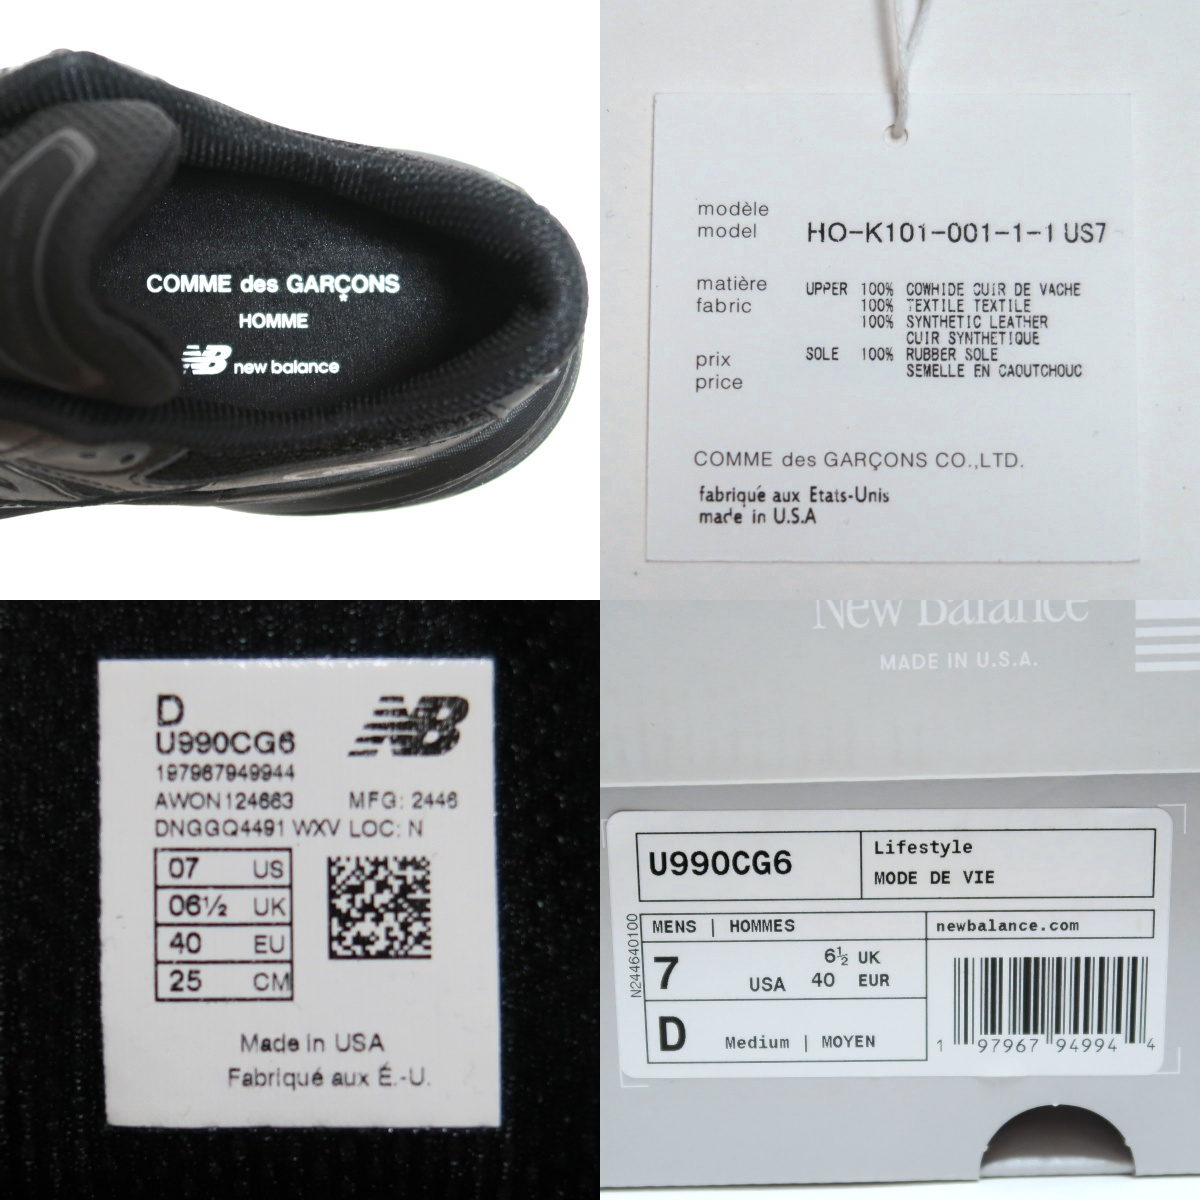 COMME des GARÇONS
HOMME
NB new balance
modèle
model
HO-K101-001-1-1 US7
matière
fabric
UPPER 100% COWHIDE CUIR DE VACHE
100% TEXTILE TEXTILE
100% SYNTHETIC LEATHER
CUIR SYNTHETIQUE
SOLE 100% RUBBER SOLE
SEMELLE EN CAOUTCHOUC
prix
price
COMME des GARÇONS CO.,LTD.
fabriqué aux Etats-Unis
made in U.S.A
D
NB
U990CG6
197967949944
AWON124663 MFG: 2446
DNGGQ4491 WXV LOC: N
07 US
06½ UK
40 EU
25 CM
Made in USA
Fabriqué aux É.-U.
New Balance
MADE IN U.S.A.
U990CG6
Lifestyle
MODE DE VIE
N244640100
MENS | HOMMES
newbalance.com
7 USA
6½ UK
40 EUR
D Medium | MOYEN
1 97967 94994 4